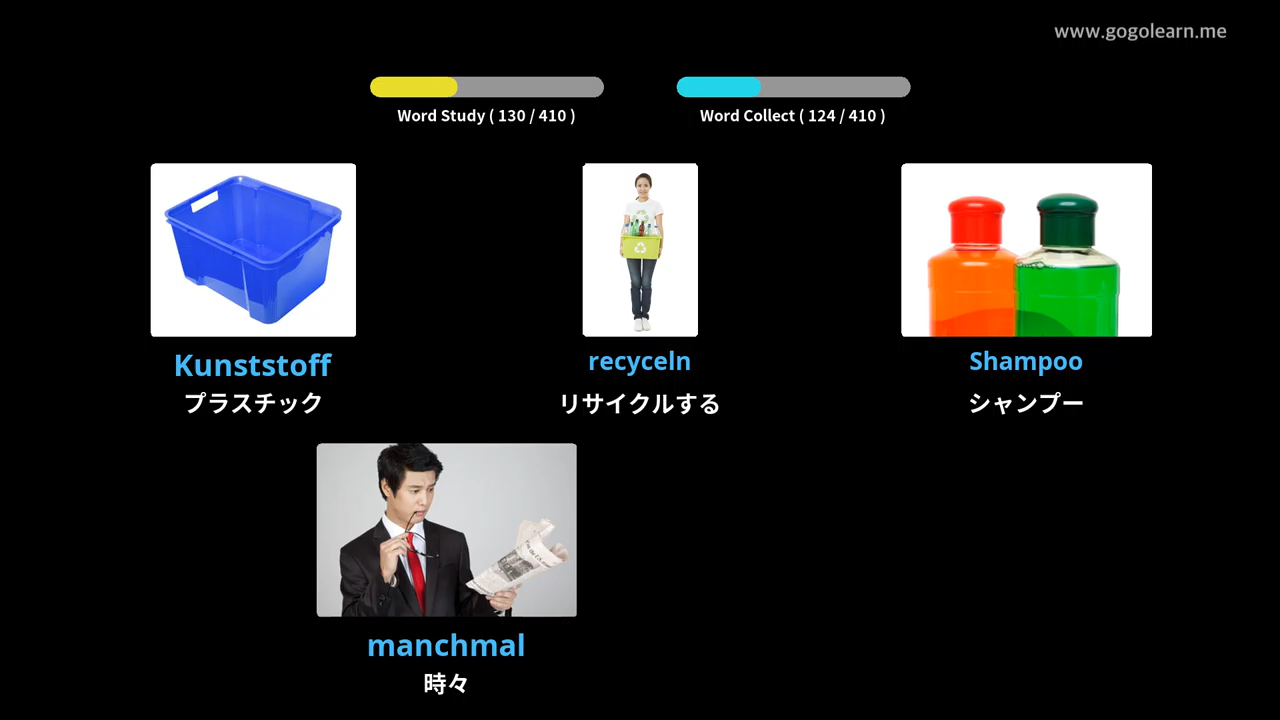 www.gogolearn.me
Word Study ( 130 / 410 )
Word Collect ( 124 / 410 )
Kunststoff
プラスチック
recyceln
リサイクルする
Shampoo
シャンプー
manchmal
時々